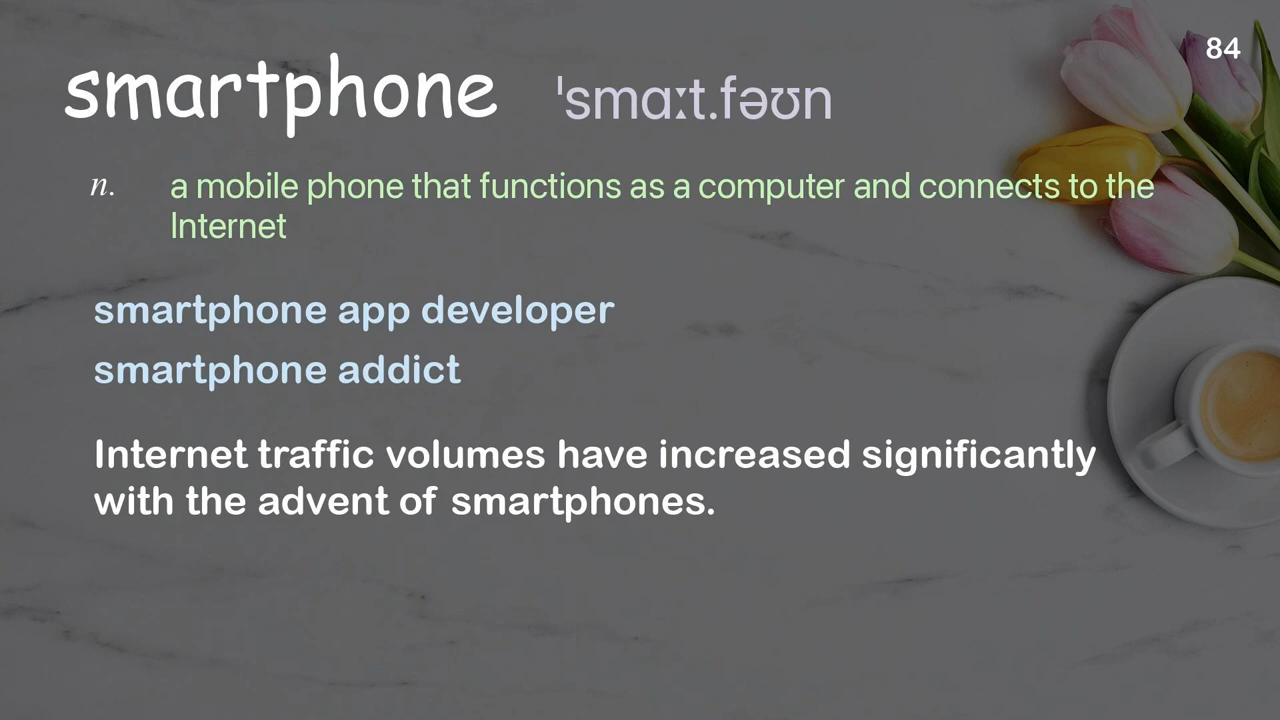 84
smartphone ˈsmɑːt.fəʊn
n. a mobile phone that functions as a computer and connects to the
Internet
smartphone app developer
smartphone addict
Internet traffic volumes have increased significantly
with the advent of smartphones.